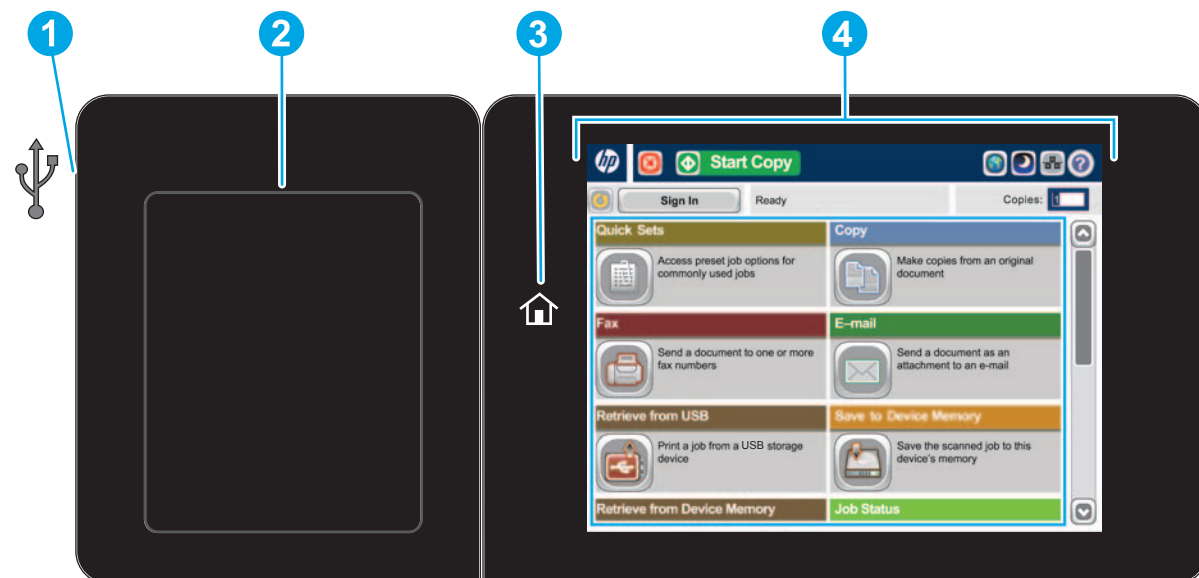 1
2
3
4
hp
Start Copy
?
Sign In
Ready
Copies: 1
Quick Sets
Copy
Access preset job options for
commonly used jobs
Make copies from an original
document
Fax
E–mail
Send a document to one or more
fax numbers
Send a document as an
attachment to an e-mail
Retrieve from USB
Save to Device Memory
Print a job from a USB storage
device
Save the scanned job to this
device's memory
Retrieve from Device Memory
Job Status